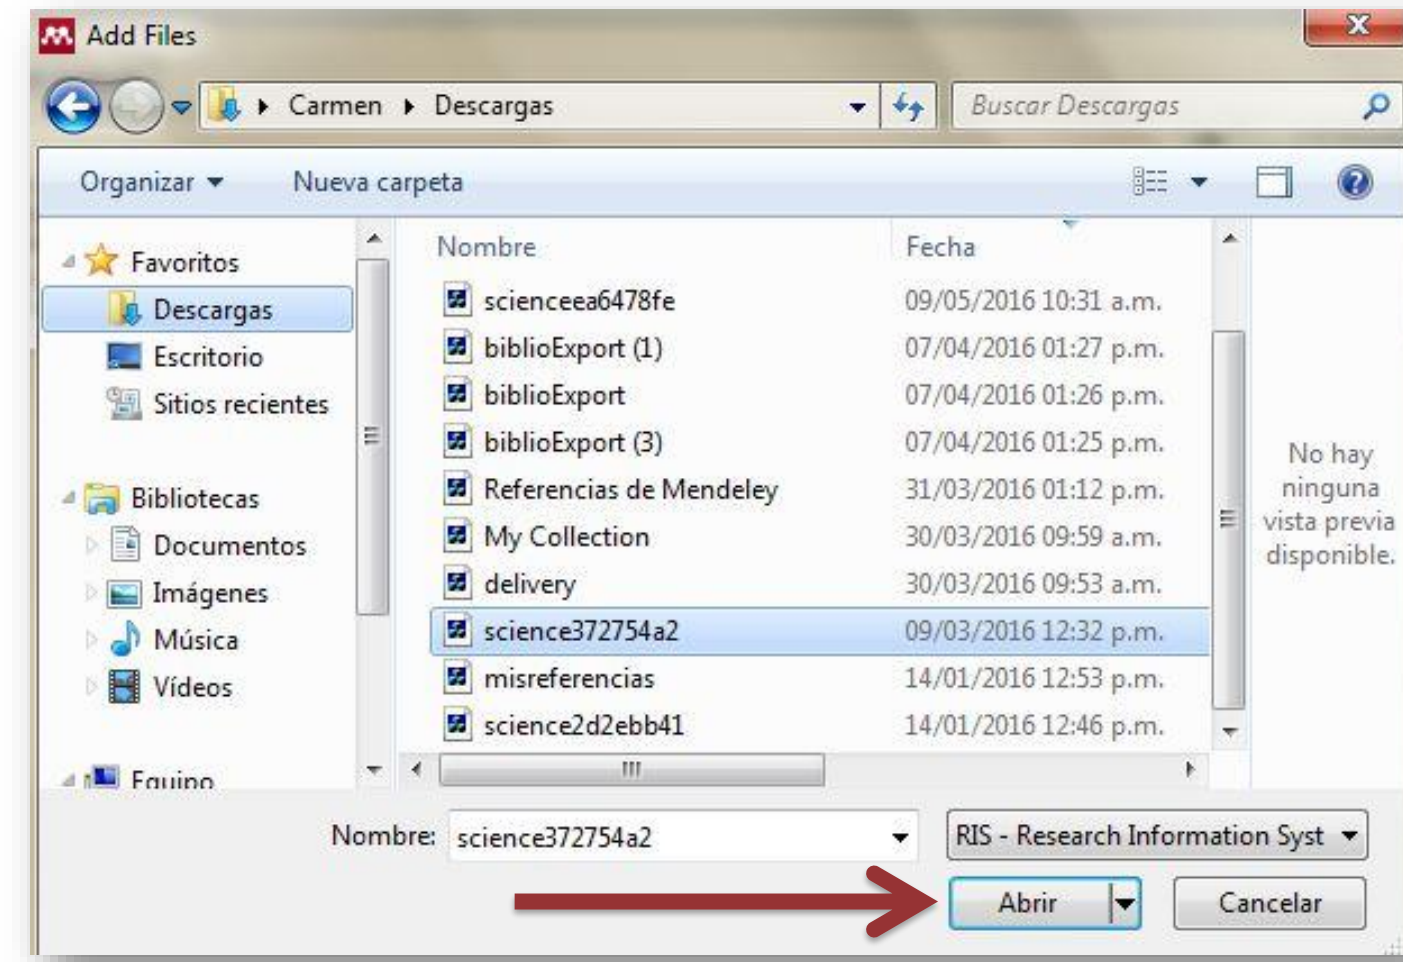 Add Files
Carmen Descargas
Buscar Descargas
Organizar
Nueva carpeta
Favoritos
Descargas
Escritorio
Sitios recientes
Bibliotecas
Documentos
Imágenes
Música
Vídeos
Equipo
Nombre Fecha
scienceea6478fe 09/05/2016 10:31 a.m.
biblioExport (1) 07/04/2016 01:27 p.m.
biblioExport 07/04/2016 01:26 p.m.
biblioExport (3) 07/04/2016 01:25 p.m.
Referencias de Mendeley 31/03/2016 01:12 p.m.
My Collection 30/03/2016 09:59 a.m.
delivery 30/03/2016 09:53 a.m.
science372754a2 09/03/2016 12:32 p.m.
misreferencias 14/01/2016 12:53 p.m.
science2d2ebb41 14/01/2016 12:46 p.m.
No hay
ninguna
vista previa
disponible.
Nombre: science372754a2
RIS - Research Information Syst
Abrir
Cancelar